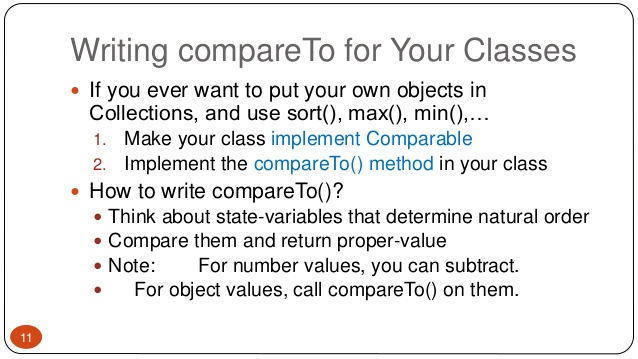 Writing compareTo for Your Classes
• If you ever want to put your own objects in
Collections, and use sort(), max(), min(),…
1. Make your class implement Comparable
2. Implement the compareTo() method in your class
• How to write compareTo()?
• Think about state-variables that determine natural order
• Compare them and return proper-value
• Note: For number values, you can subtract.
• For object values, call compareTo() on them.
11